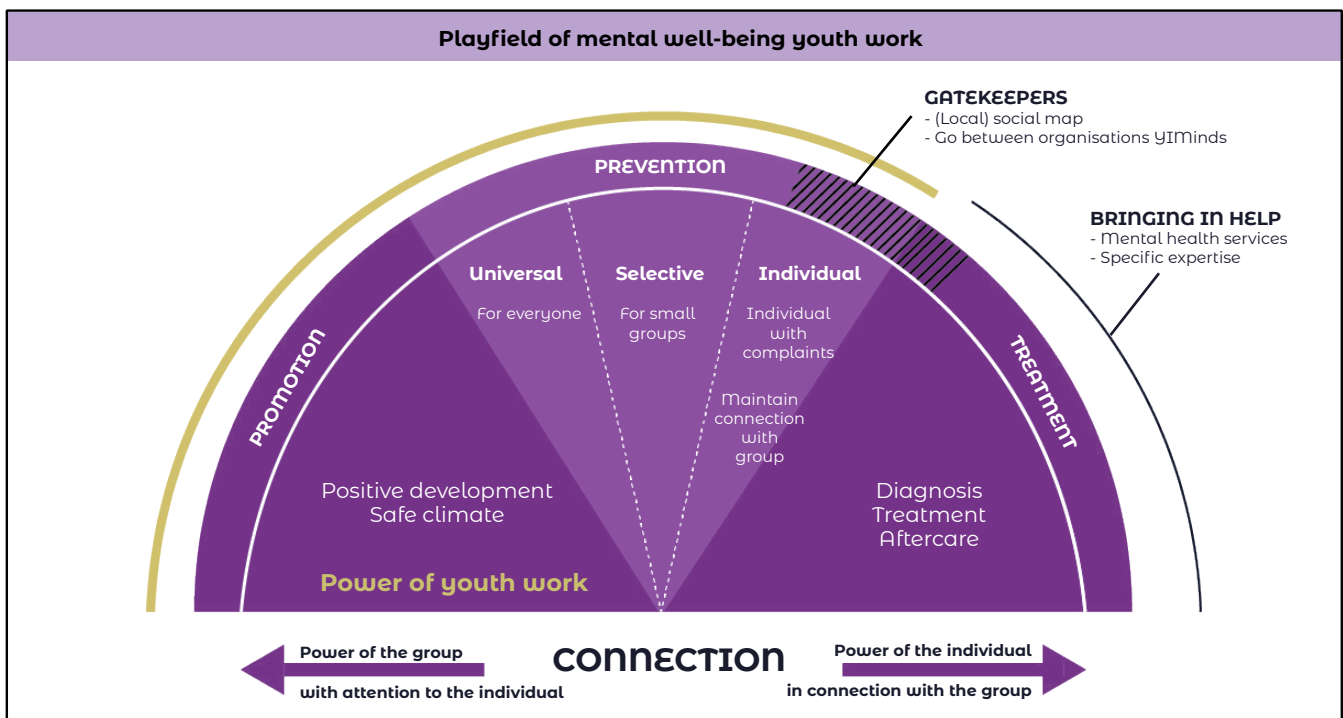 Playfield of mental well-being youth work
GATEKEEPERS
- (Local) social map
- Go between organisations YIMinds
BRINGING IN HELP
- Mental health services
- Specific expertise
PROMOTION
PREVENTION
TREATMENT
Universal
For everyone
Selective
For small
groups
Individual
Individual
with
complaints
Maintain
connection
with
group
Positive development
Safe climate
Power of youth work
Diagnosis
Treatment
Aftercare
Power of the group
with attention to the individual
CONNECTION
Power of the individual
in connection with the group